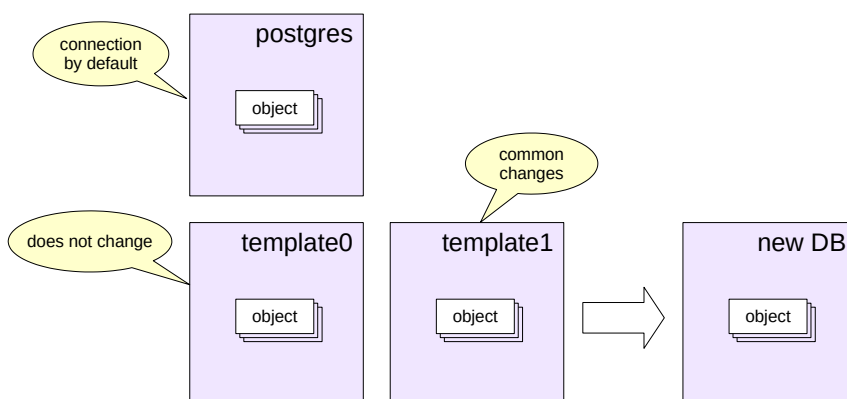 postgres
connection
by default
object
common
changes
template0
does not change
object
template1
object
new DB
object